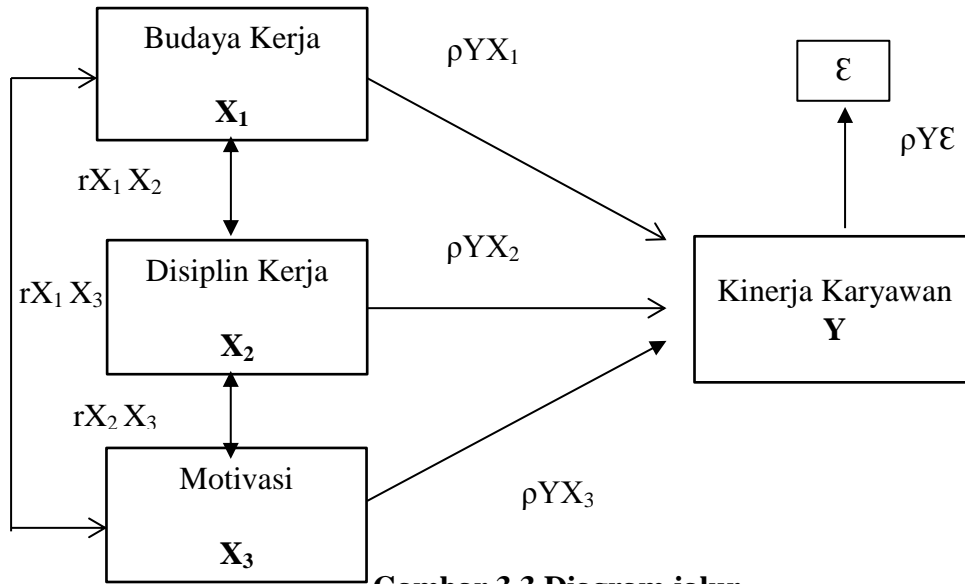 Budaya Kerja
X₁
ρYX₁
Ɛ
ρYƐ
rX₁ X₂
Disiplin Kerja
X₂
ρYX₂
Kinerja Karyawan
Y
rX₁ X₃
rX₂ X₃
Motivasi
X₃
ρYX₃
Gambar 3.3 Diagram jalur